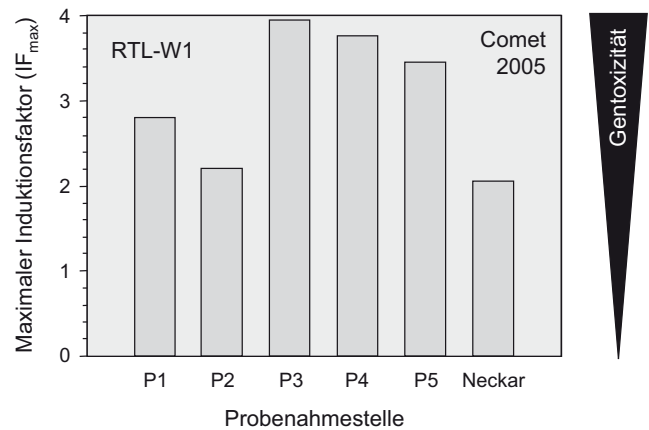 Maximaler Induktionsfaktor (IFmax)
4
3
2
1
0
RTL-W1
Comet
2005
P1 P2 P3 P4 P5 Neckar
Probenahmestelle
Gentoxizität